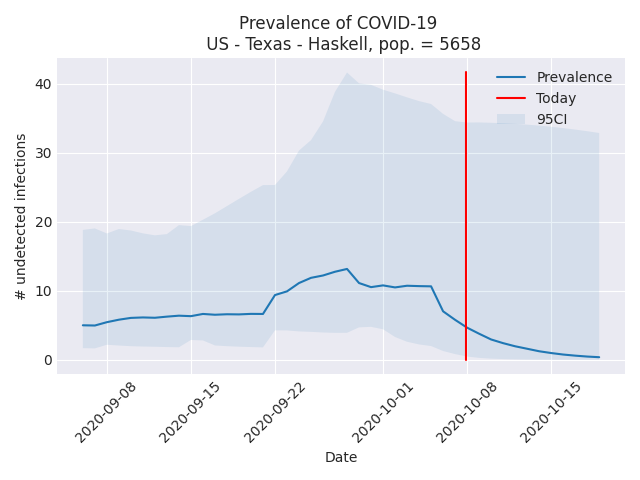 Prevalence of COVID-19
US - Texas - Haskell, pop. = 5658
# undetected infections
40
30
20
10
0
Prevalence
Today
95CI
2020-09-08
2020-09-15
2020-09-22
2020-10-01
2020-10-08
2020-10-15
Date